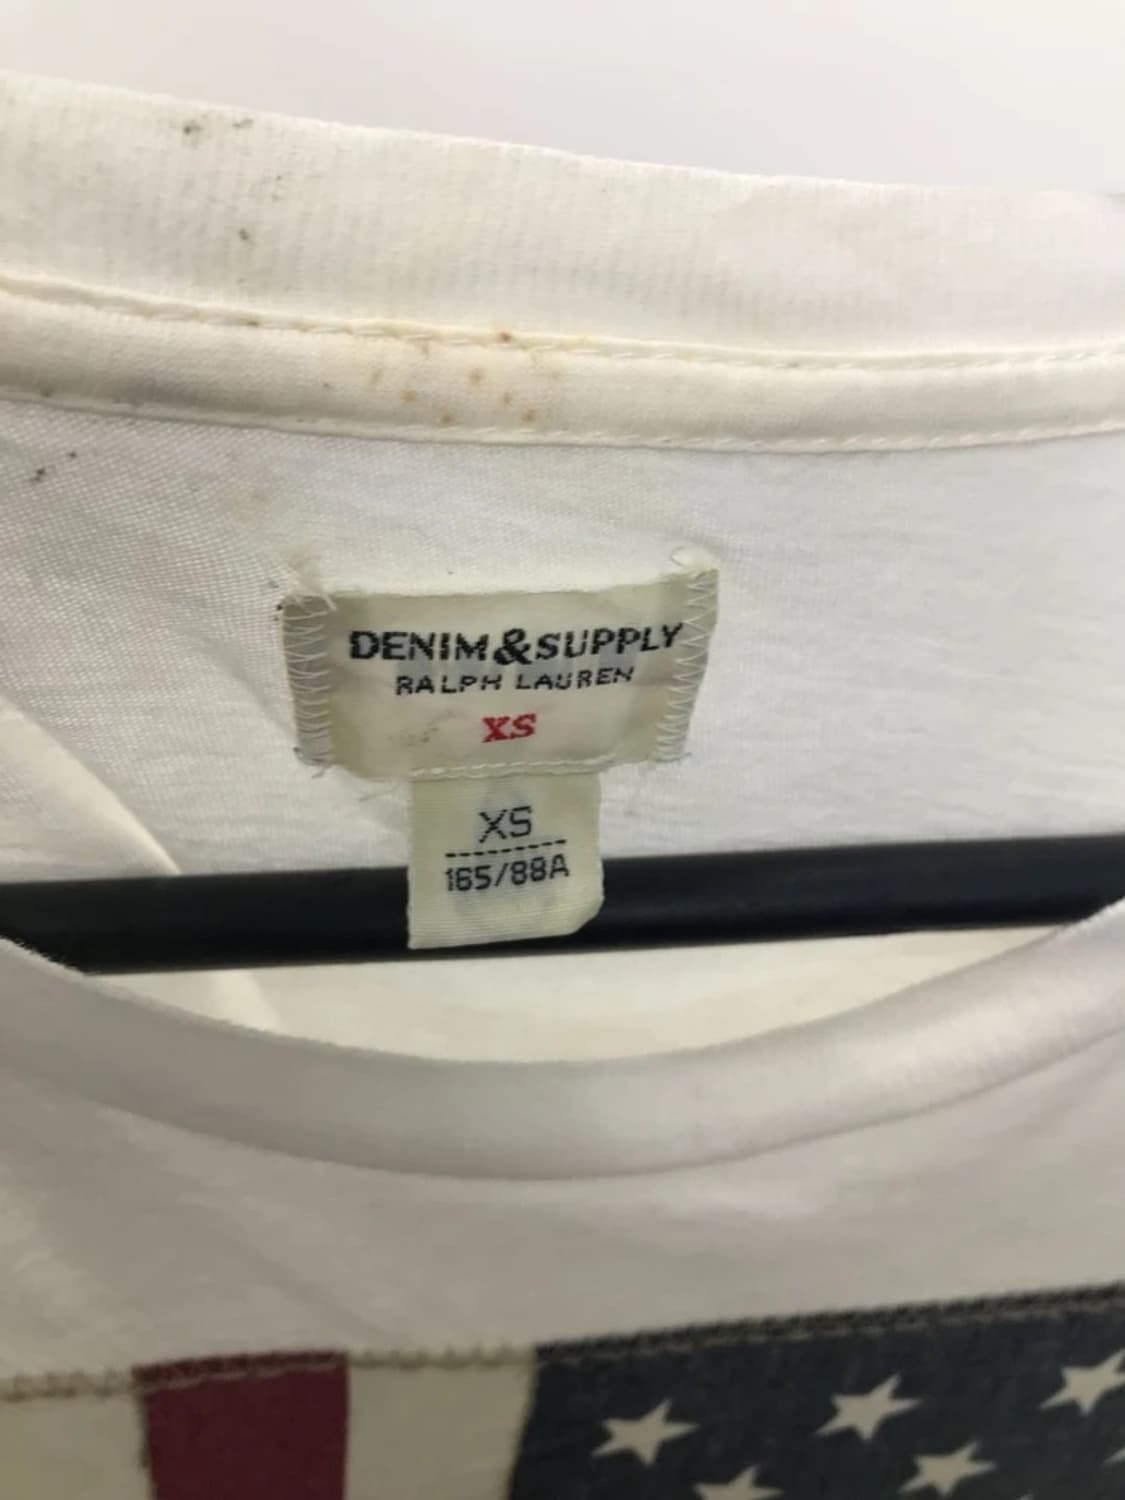 DENIM&SUPPLY
RALPH LAUREN
XS
XS
165/88A